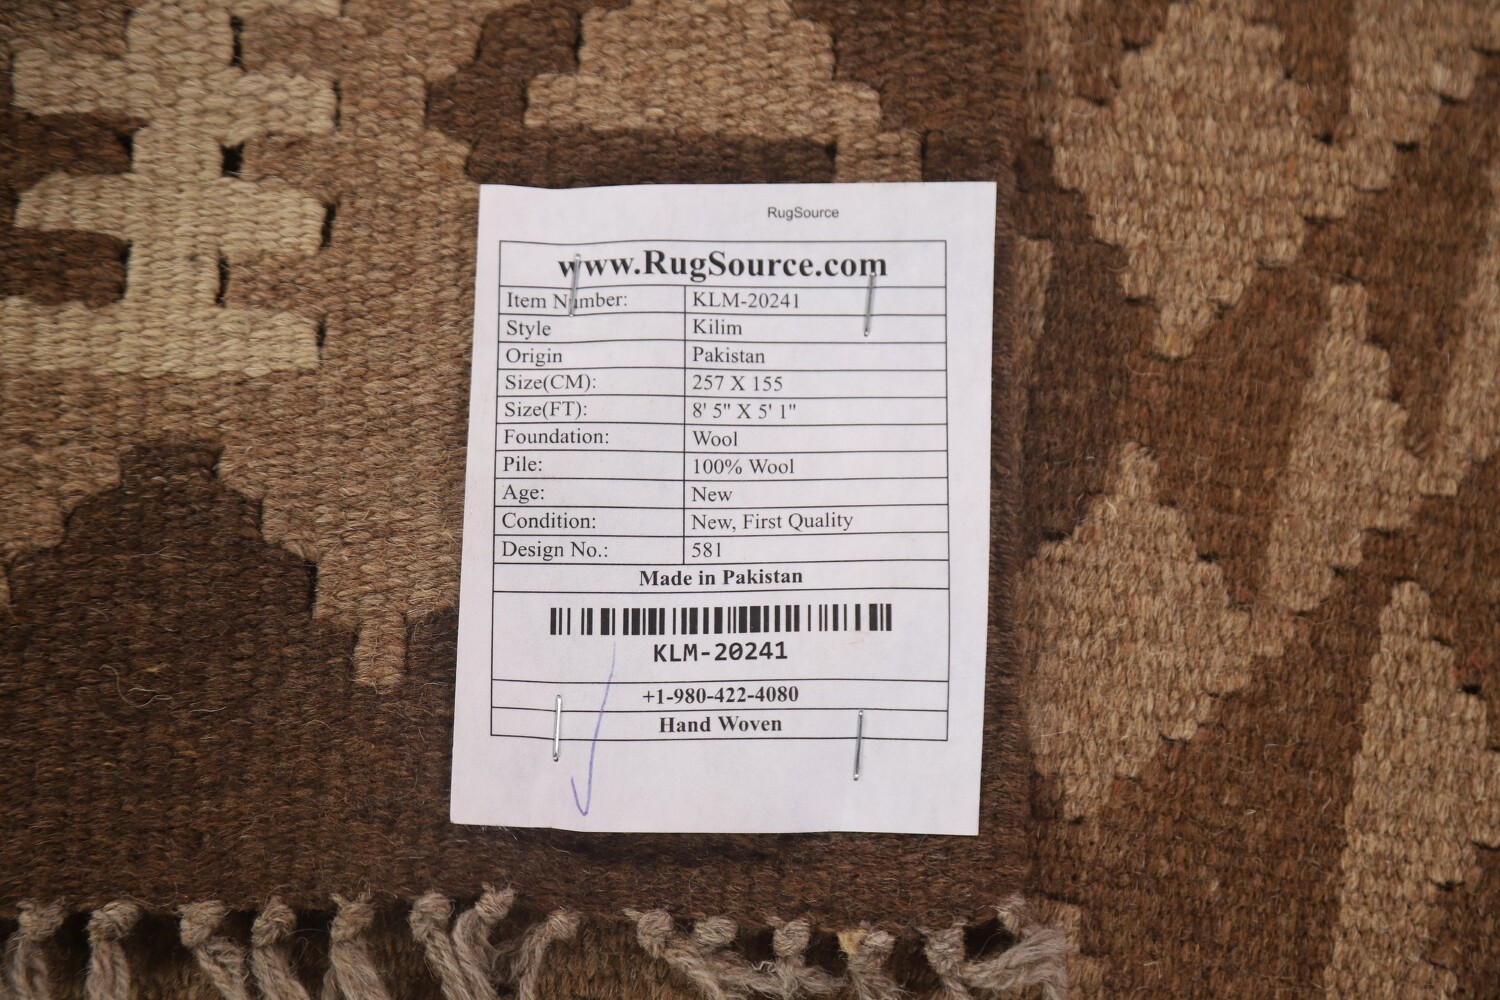 RugSource
www.RugSource.com
Item Number: KLM-20241
Style Kilim
Origin Pakistan
Size(CM): 257 X 155
Size(FT): 8' 5" X 5' 1"
Foundation: Wool
Pile: 100% Wool
Age: New
Condition: New, First Quality
Design No.: 581
Made in Pakistan
KLM-20241
+1-980-422-4080
Hand Woven